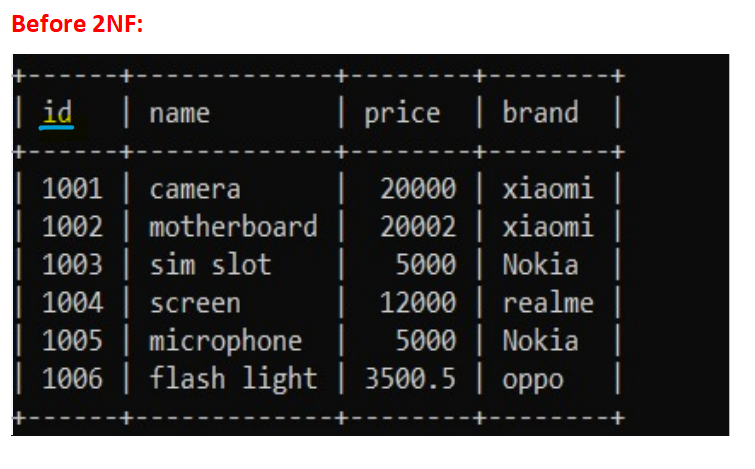 Before 2NF:
+------+-------------+--------+--------+
| id | name | price | brand |
+------+-------------+--------+--------+
| 1001 | camera | 20000 | xiaomi |
| 1002 | motherboard | 20002 | xiaomi |
| 1003 | sim slot | 5000 | Nokia |
| 1004 | screen | 12000 | realme |
| 1005 | microphone | 5000 | Nokia |
| 1006 | flash light | 3500.5 | oppo |
+------+-------------+--------+--------+